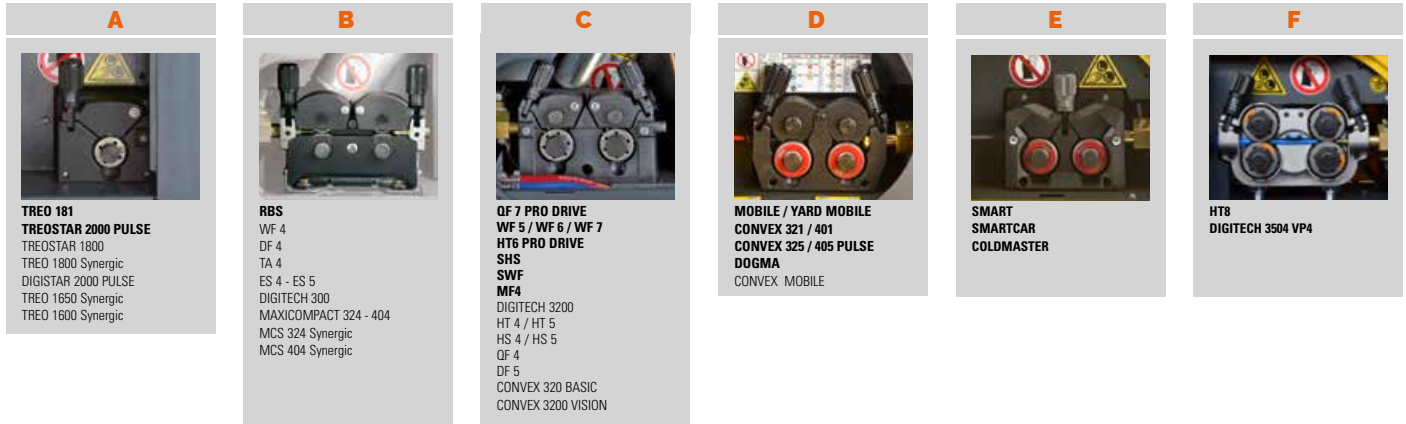 A
TREO 181
TREOSTAR 2000 PULSE
TREOSTAR 1800
TREO 1800 Synergic
DIGISTAR 2000 PULSE
TREO 1650 Synergic
TREO 1600 Synergic
B
RBS
WF 4
DF 4
TA 4
ES 4 - ES 5
DIGITECH 300
MAXICOMPACT 324 - 404
MCS 324 Synergic
MCS 404 Synergic
C
QF 7 PRO DRIVE
WF 5 / WF 6 / WF 7
HT6 PRO DRIVE
SHS
SWF
MF4
DIGITECH 3200
HT 4 / HT 5
HS 4 / HS 5
QF 4
DF 5
CONVEX 320 BASIC
CONVEX 3200 VISION
D
MOBILE / YARD MOBILE
CONVEX 321 / 401
CONVEX 325 / 405 PULSE
DOGMA
CONVEX MOBILE
E
SMART
SMARTCAR
COLDMASTER
F
HT8
DIGITECH 3504 VP4